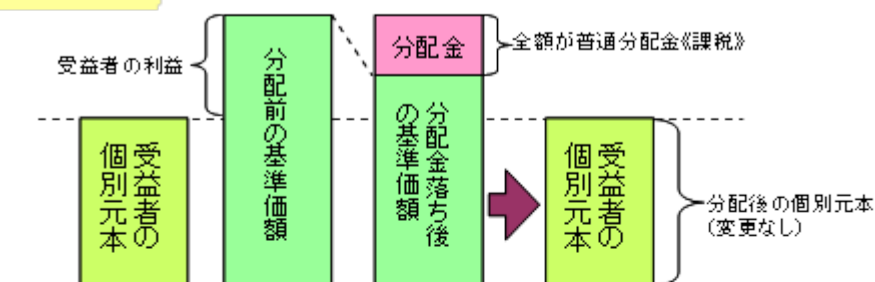 受益者の利益
分配前の基準価額
分配金
全額が普通分配金《課税》
受益者の
個別元本
分配金落ち後
の基準価額
受益者の
個別元本
分配後の個別元本
(変更なし)